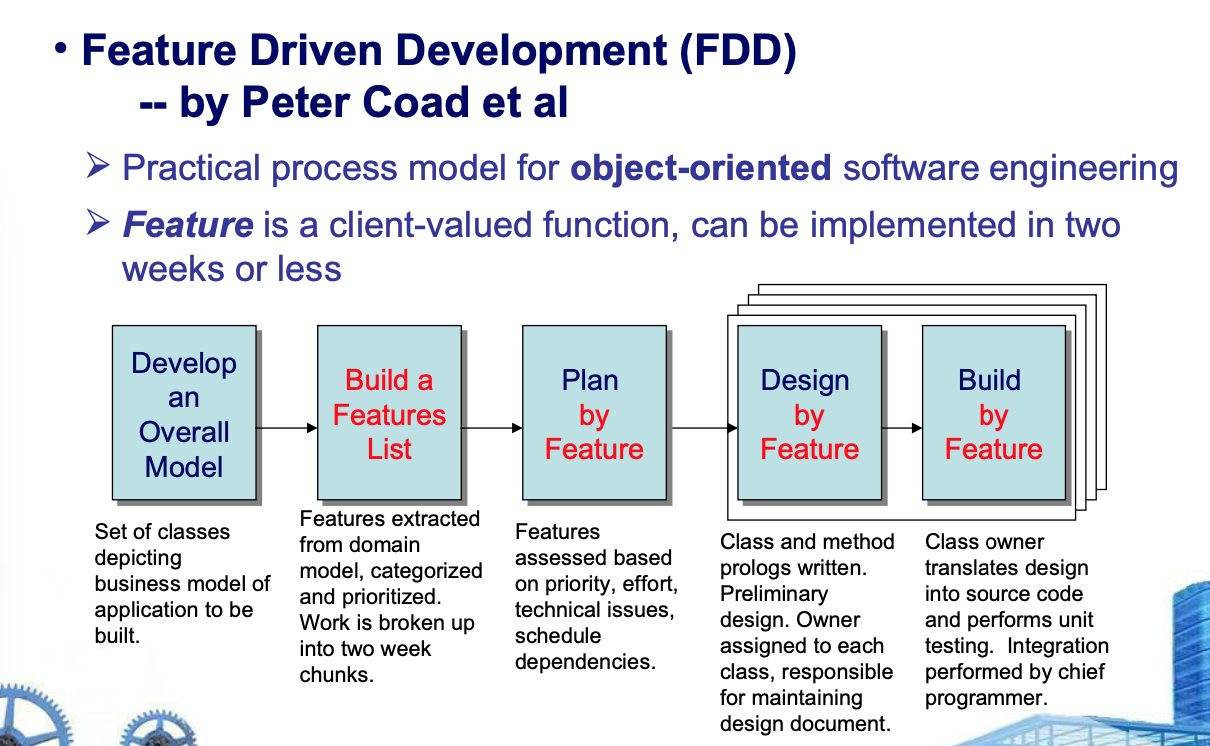 • Feature Driven Development (FDD)
-- by Peter Coad et al
➢ Practical process model for object-oriented software engineering
➢ Feature is a client-valued function, can be implemented in two
weeks or less
Develop
an
Overall
Model
Build a
Features
List
Plan
by
Feature
Design
by
Feature
Build
by
Feature
Set of classes
depicting
business model of
application to be
built.
Features extracted
from domain
model, categorized
and prioritized.
Work is broken up
into two week
chunks.
Features
assessed based
on priority, effort,
technical issues,
schedule
dependencies.
Class and method
prologs written.
Preliminary
design. Owner
assigned to each
class, responsible
for maintaining
design document.
Class owner
translates design
into source code
and performs unit
testing.  Integration
performed by chief
programmer.